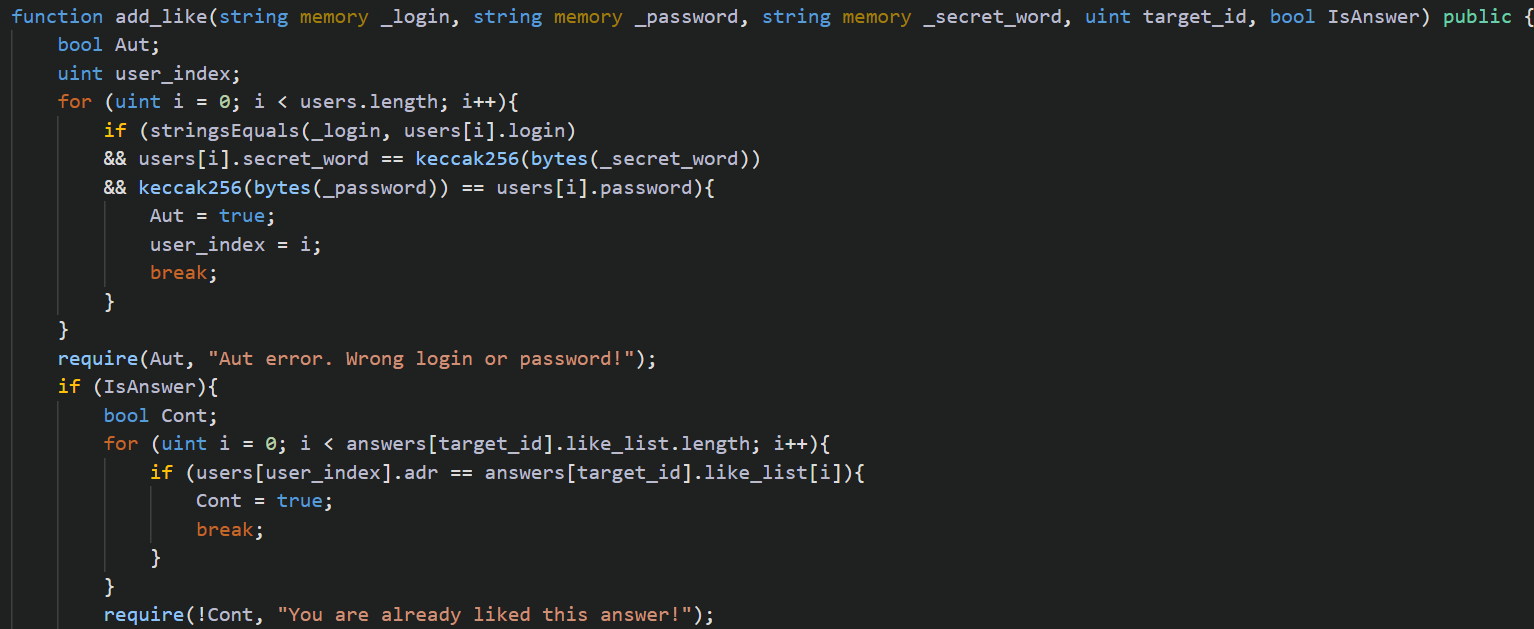 function add_like(string memory _login, string memory _password, string memory _secret_word, uint target_id, bool IsAnswer) public {
bool Aut;
uint user_index;
for (uint i = 0; i < users.length; i++){
if (stringsEquals(_login, users[i].login)
&& users[i].secret_word == keccak256(bytes(_secret_word))
&& keccak256(bytes(_password)) == users[i].password){
Aut = true;
user_index = i;
break;
}
}
require(Aut, "Aut error. Wrong login or password!");
if (IsAnswer){
bool Cont;
for (uint i = 0; i < answers[target_id].like_list.length; i++){
if (users[user_index].adr == answers[target_id].like_list[i]){
Cont = true;
break;
}
}
require(!Cont, "You are already liked this answer!");